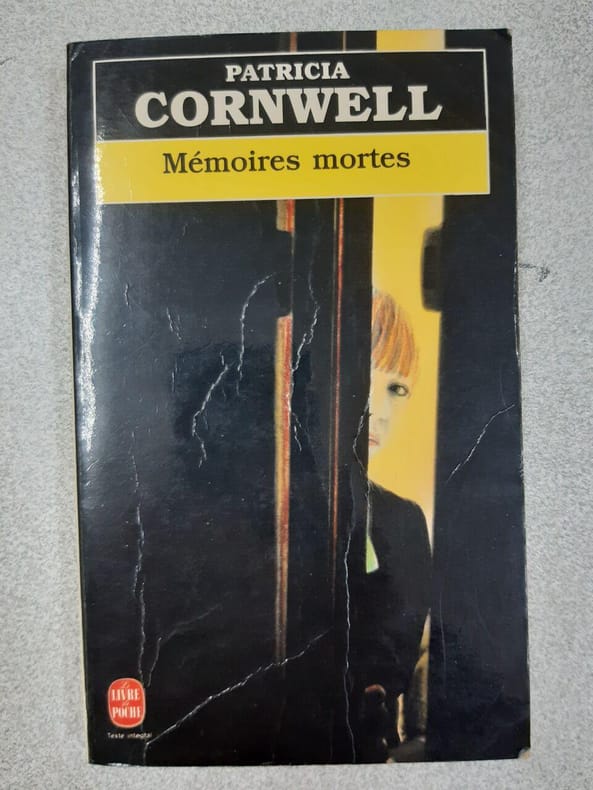 PATRICIA
CORNWELL
Mémoires mortes
Le
LIVRE
de
POCHE
Texte intégral